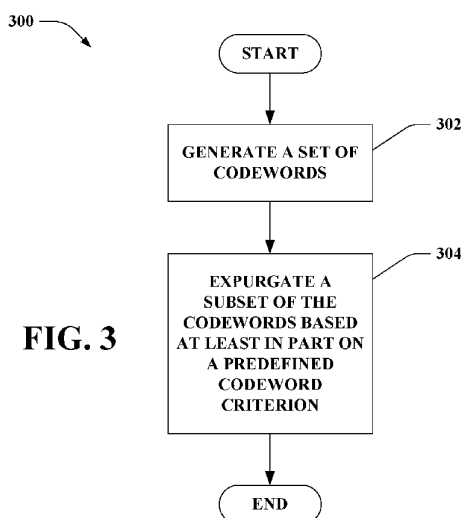 300
START
302
GENERATE A SET OF
CODEWORDS
304
EXPURGATE A
SUBSET OF THE
CODEWORDS BASED
AT LEAST IN PART ON
A PREDEFINED
CODEWORD
CRITERION
FIG. 3
END